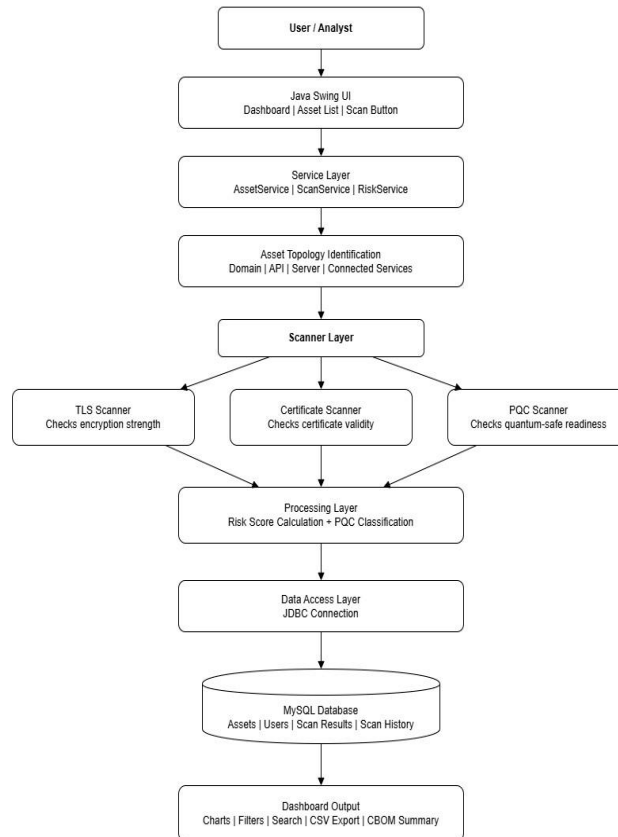 User / Analyst
Java Swing UI
Dashboard | Asset List | Scan Button
Service Layer
AssetService | ScanService | RiskService
Asset Topology Identification
Domain | API | Server | Connected Services
Scanner Layer
TLS Scanner
Checks encryption strength
Certificate Scanner
Checks certificate validity
PQC Scanner
Checks quantum-safe readiness
Processing Layer
Risk Score Calculation + PQC Classification
Data Access Layer
JDBC Connection
MySQL Database
Assets | Users | Scan Results | Scan History
Dashboard Output
Charts | Filters | Search | CSV Export | CBOM Summary